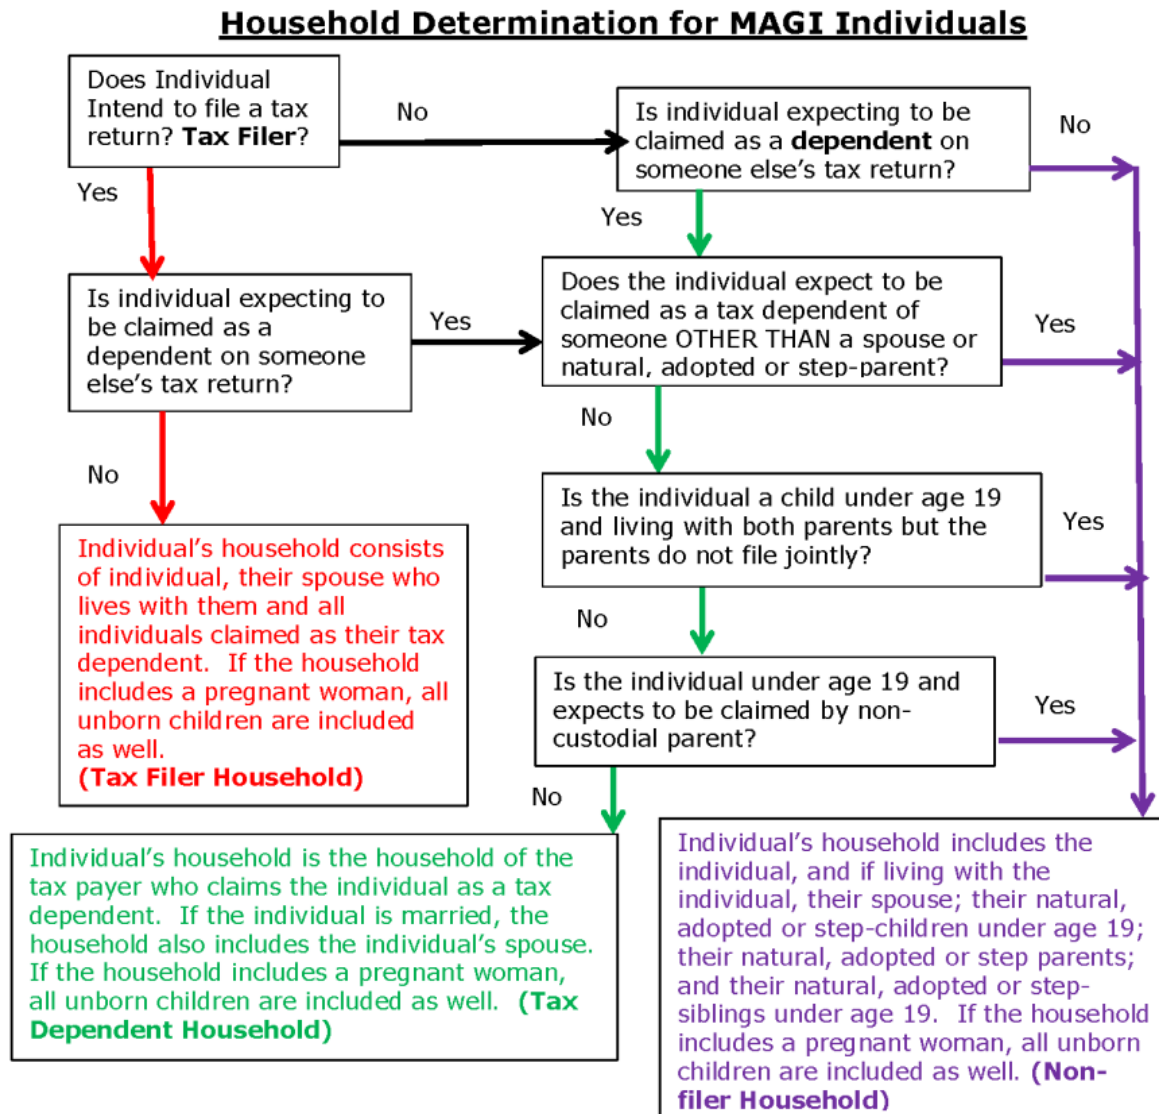 Household Determination for MAGI Individuals
Does Individual
Intend to file a tax
return? Tax Filer?
No
Is individual expecting to be
claimed as a dependent on
someone else's tax return?
No
Yes
Yes
Is individual expecting to
be claimed as a
dependent on someone
else's tax return?
Yes
Does the individual expect to be
claimed as a tax dependent of
someone OTHER THAN a spouse or
natural, adopted or step-parent?
Yes
No
No
Is the individual a child under age 19
and living with both parents but the
parents do not file jointly?
Yes
No
Individual's household consists
of individual, their spouse who
lives with them and all
individuals claimed as their tax
dependent. If the household
includes a pregnant woman, all
unborn children are included
as well.
(Tax Filer Household)
Is the individual under age 19 and
expects to be claimed by non-
custodial parent?
Yes
No
Individual's household is the household of the
tax payer who claims the individual as a tax
dependent. If the individual is married, the
household also includes the individual's spouse.
If the household includes a pregnant woman,
all unborn children are included as well. (Tax
Dependent Household)
Individual's household includes the
individual, and if living with the
individual, their spouse; their natural,
adopted or step-children under age 19;
their natural, adopted or step parents;
and their natural, adopted or step-
siblings under age 19. If the household
includes a pregnant woman, all unborn
children are included as well. (Non-
filer Household)